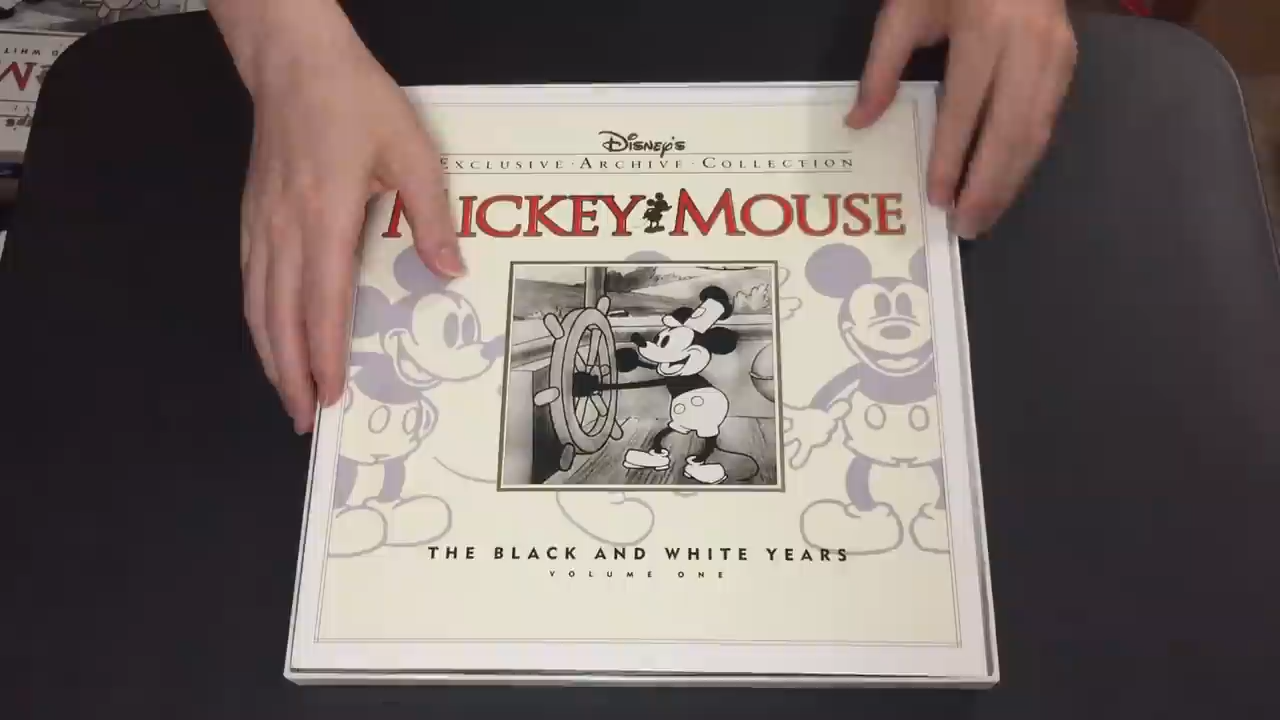 Disney's
EXCLUSIVE · ARCHIVE · COLLECTION
MICKEY MOUSE
THE BLACK AND WHITE YEARS
VOLUME ONE